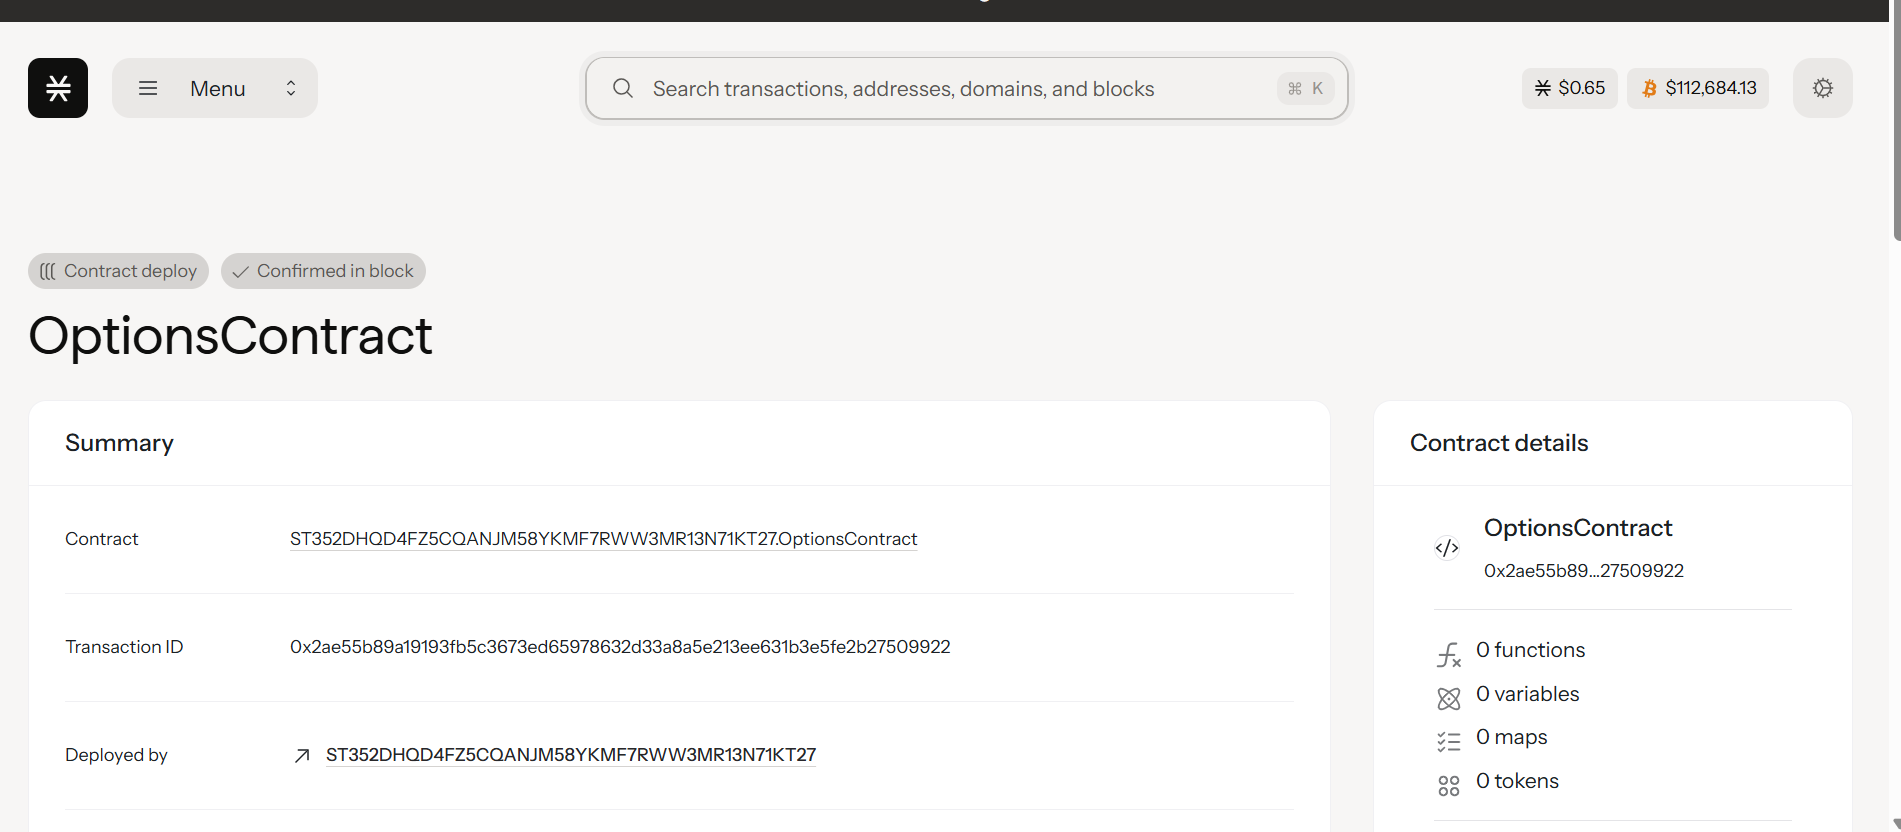 Menu
Search transactions, addresses, domains, and blocks
⌘ K
$0.65
$112,684.13
Contract deploy
Confirmed in block
OptionsContract
Summary
Contract
ST352DHQD4FZ5CQANJM58YKMF7RWW3MR13N71KT27.OptionsContract
Transaction ID
0x2ae55b89a19193fb5c3673ed65978632d33a8a5e213ee631b3e5fe2b27509922
Deployed by
ST352DHQD4FZ5CQANJM58YKMF7RWW3MR13N71KT27
Contract details
OptionsContract
0x2ae55b89...27509922
0 functions
0 variables
0 maps
0 tokens